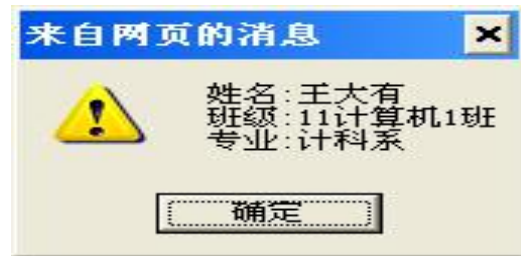 来自网页的消息
姓名:王大有
班级:11计算机1班
专业:计科系
确定